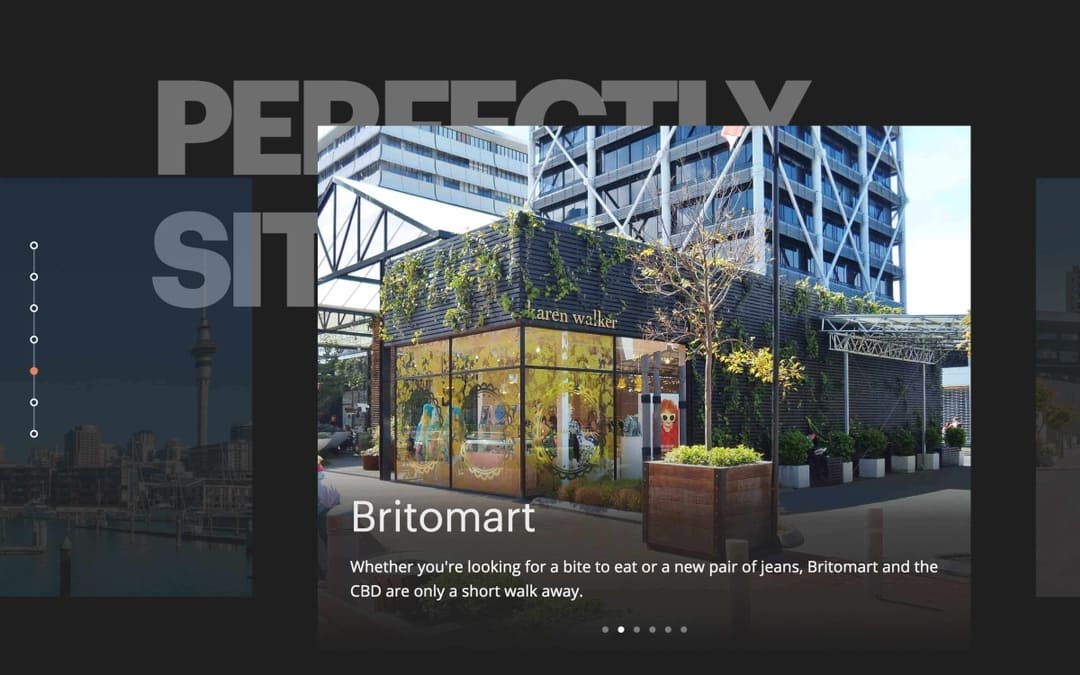 PERFECTLY
SIT
karen walker
Britomart
Whether you're looking for a bite to eat or a new pair of jeans, Britomart and the
CBD are only a short walk away.